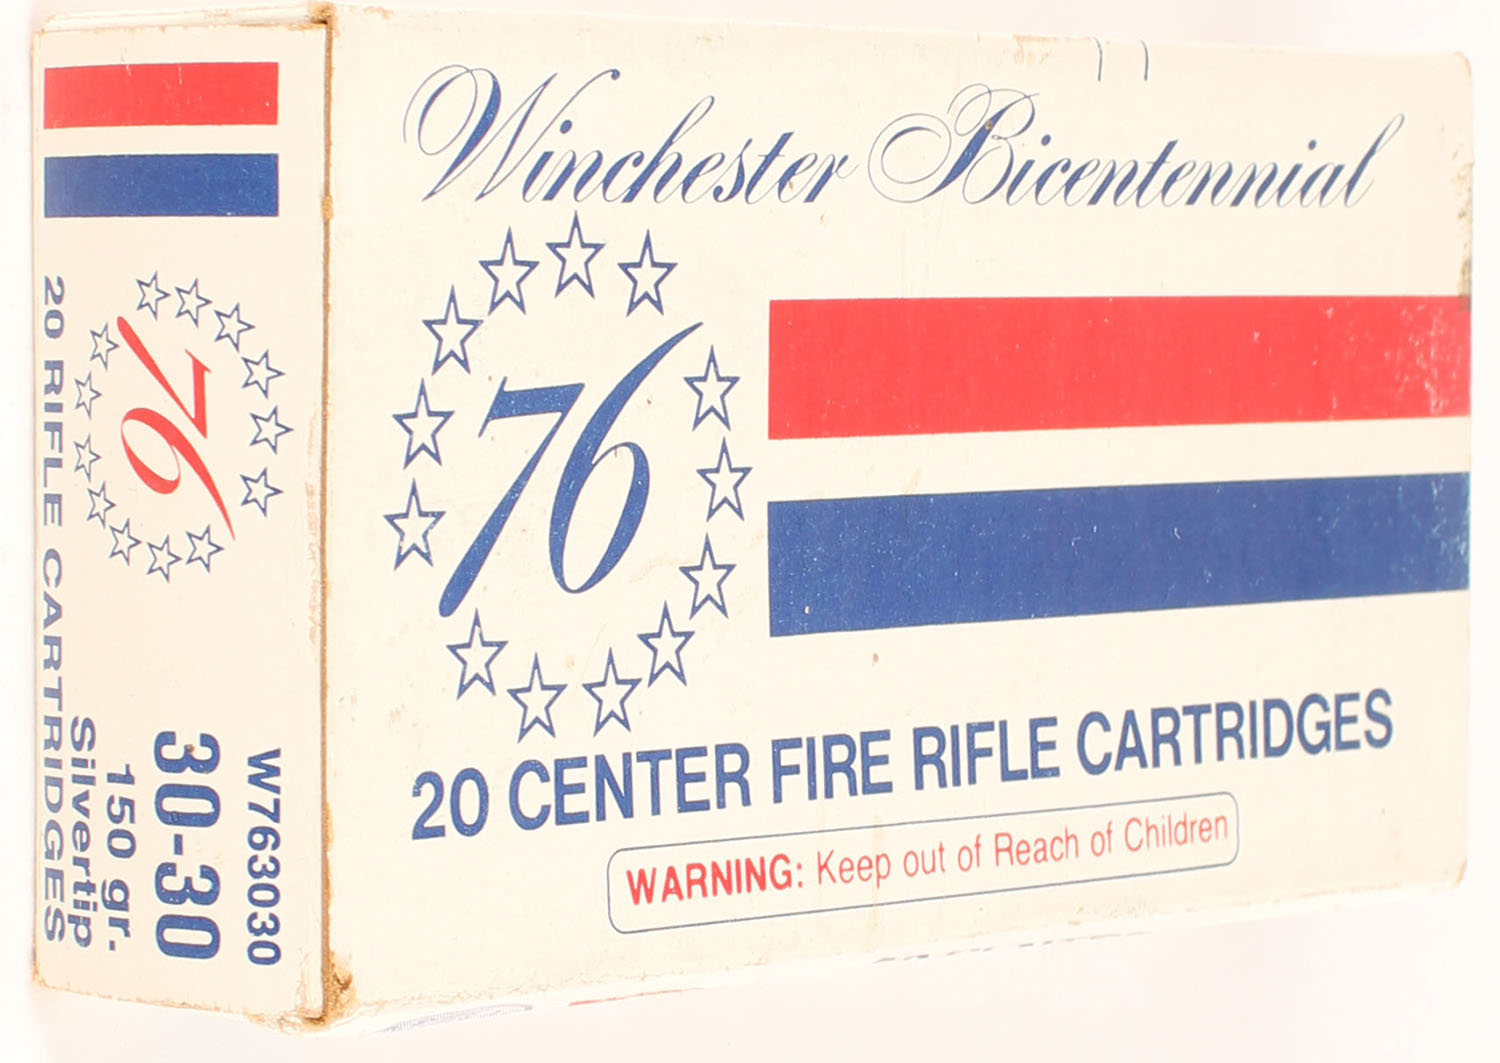 Winchester Bicentennial
76
20 CENTER FIRE RIFLE CARTRIDGES
WARNING: Keep out of Reach of Children
W763030
30-30
150 gr.
Silvertip
76
20 RIFLE CARTRIDGES